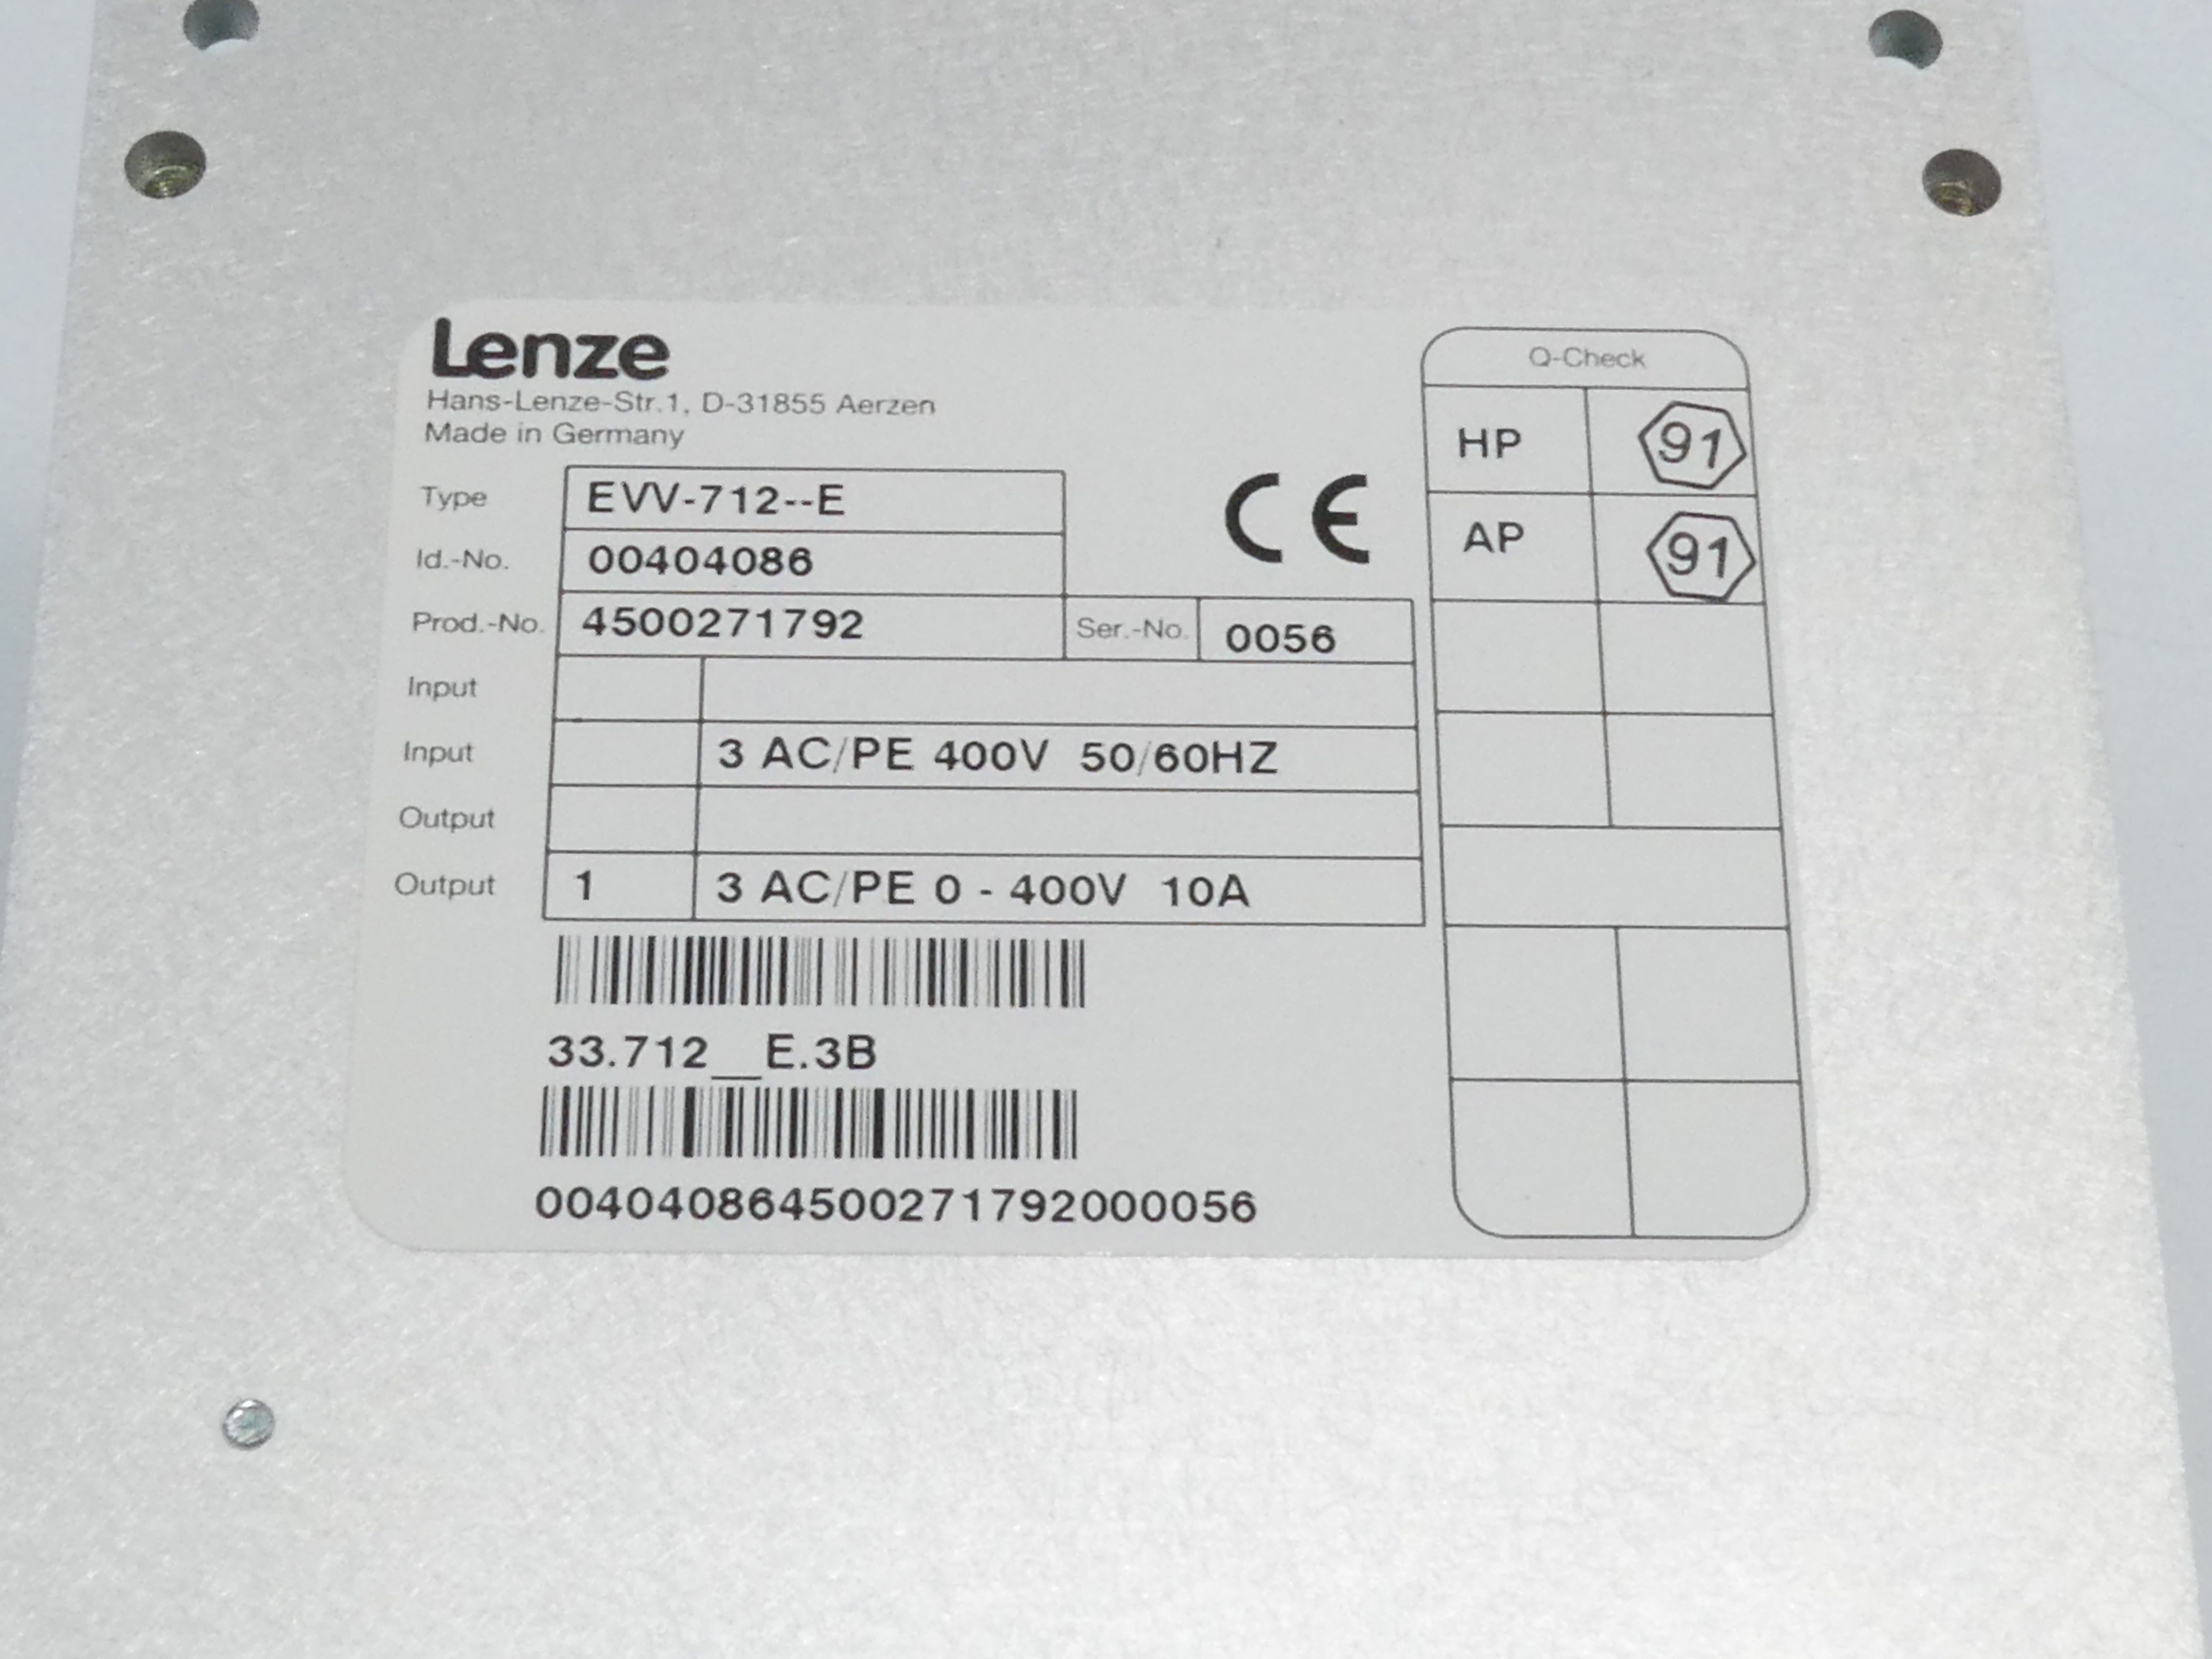 Lenze
Hans-Lenze-Str.1, D-31855 Aerzen
Made in Germany
Type EVV-712--E
Id.-No. 00404086
Prod.-No. 4500271792 Ser.-No. 0056
Input
Input 3 AC/PE 400V 50/60HZ
Output
Output 1 3 AC/PE 0 - 400V 10A
33.712__E.3B
004040864500271792000056
CE
Q-Check
HP 91
AP 91